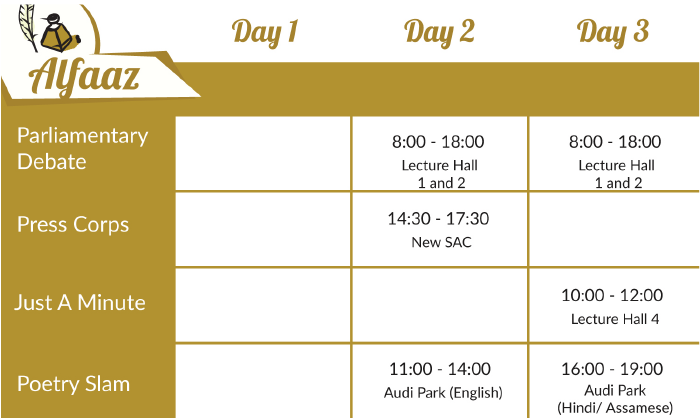 Day 1 Day 2 Day 3
Alfaaz
Parliamentary
Debate
8:00 - 18:00
Lecture Hall
1 and 2
8:00 - 18:00
Lecture Hall
1 and 2
Press Corps
14:30 - 17:30
New SAC
Just A Minute
10:00 - 12:00
Lecture Hall 4
Poetry Slam
11:00 - 14:00
Audi Park (English)
16:00 - 19:00
Audi Park
(Hindi/ Assamese)